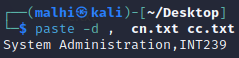 ┌──(malhi㉿kali)-[~/Desktop]
└─$ paste -d , cn.txt cc.txt
System Administration,INT239